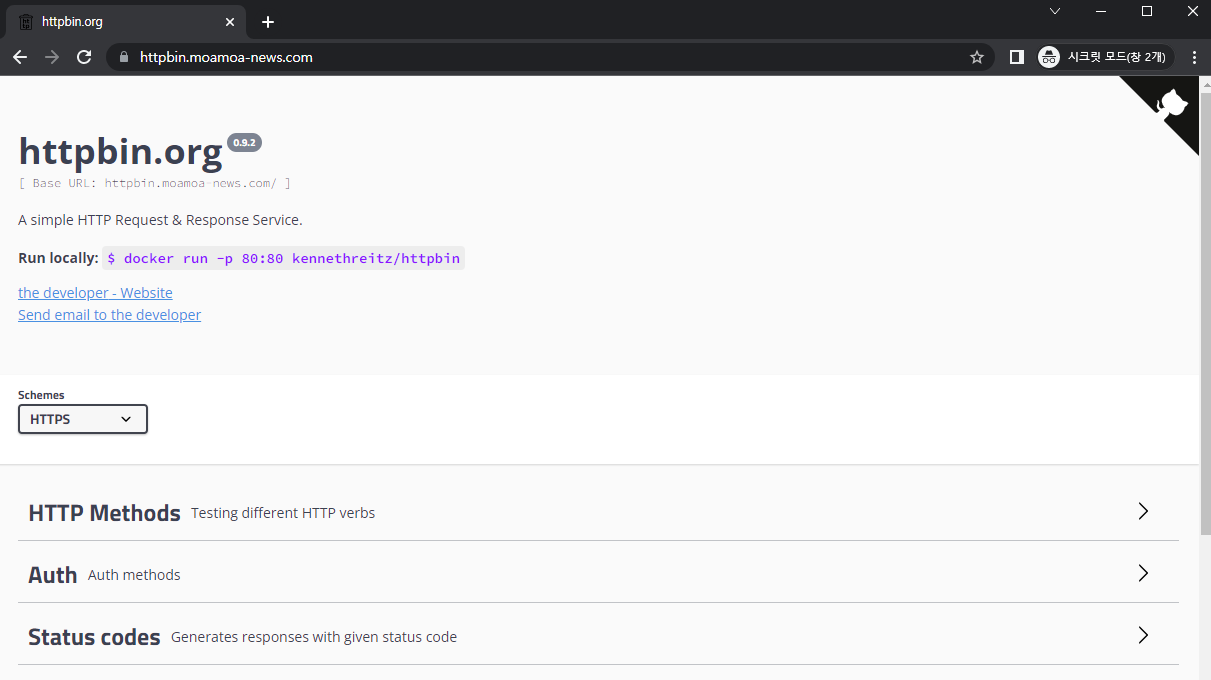 httpbin.org
httpbin.moamoa-news.com
시크릿 모드(창 2개)
httpbin.org 0.9.2
[ Base URL: httpbin.moamoa-news.com/ ]
A simple HTTP Request & Response Service.
Run locally: $ docker run -p 80:80 kennethreitz/httpbin
the developer - Website
Send email to the developer
Schemes
HTTPS
HTTP Methods Testing different HTTP verbs
Auth Auth methods
Status codes Generates responses with given status code